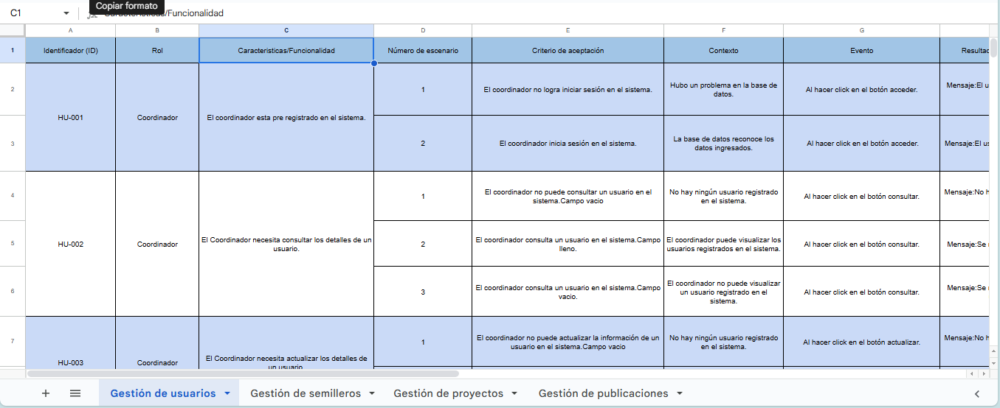 Copiar formato
C1
Caracteristicas/Funcionalidad
A B C D E F G
1 Identificador (ID) Rol Caracteristicas/Funcionalidad Número de escenario Criterio de aceptación Contexto Evento Resultad
2
HU-001
Coordinador
El coordinador esta pre registrado en el sistema.
1
El coordinador no logra iniciar sesión en el sistema.
Hubo un problema en la base de
datos.
Al hacer click en el botón acceder.
Mensaje:El u
3
2
El coordinador inicia sesión en el sistema.
La base de datos reconoce los
datos ingresados.
Al hacer click en el botón acceder.
Mensaje:El us
4
HU-002
Coordinador
El Coordinador necesita consultar los detalles de un
usuario.
1
El coordinador no puede consultar un usuario en el
sistema.Campo vacio
No hay ningún usuario registrado
en el sistema.
Al hacer click en el botón consultar.
Mensaje:No h
5
2
El coordinador consulta un usuario en el sistema.Campo
lleno.
El coordinador puede visualizar los
usuarios registrados en el sistema.
Al hacer click en el botón consultar.
Mensaje:Se
6
3
El coordinador consulta un usuario en el sistema.Campo
vacio.
El coordinador no puede visualizar
un usuario registrado en el
sistema.
Al hacer click en el botón consultar.
Mensaje:Se
7
HU-003
Coordinador
El Coordinador necesita actualizar los detalles de
un usuario
1
El coordinador no puede actualizar la información de un
usuario en el sistema.Campo vacio
No hay ningún usuario registrado
en el sistema.
Al hacer click en el botón actualizar.
Mensaje:No h
Gestión de usuarios
Gestión de semilleros
Gestión de proyectos
Gestión de publicaciones